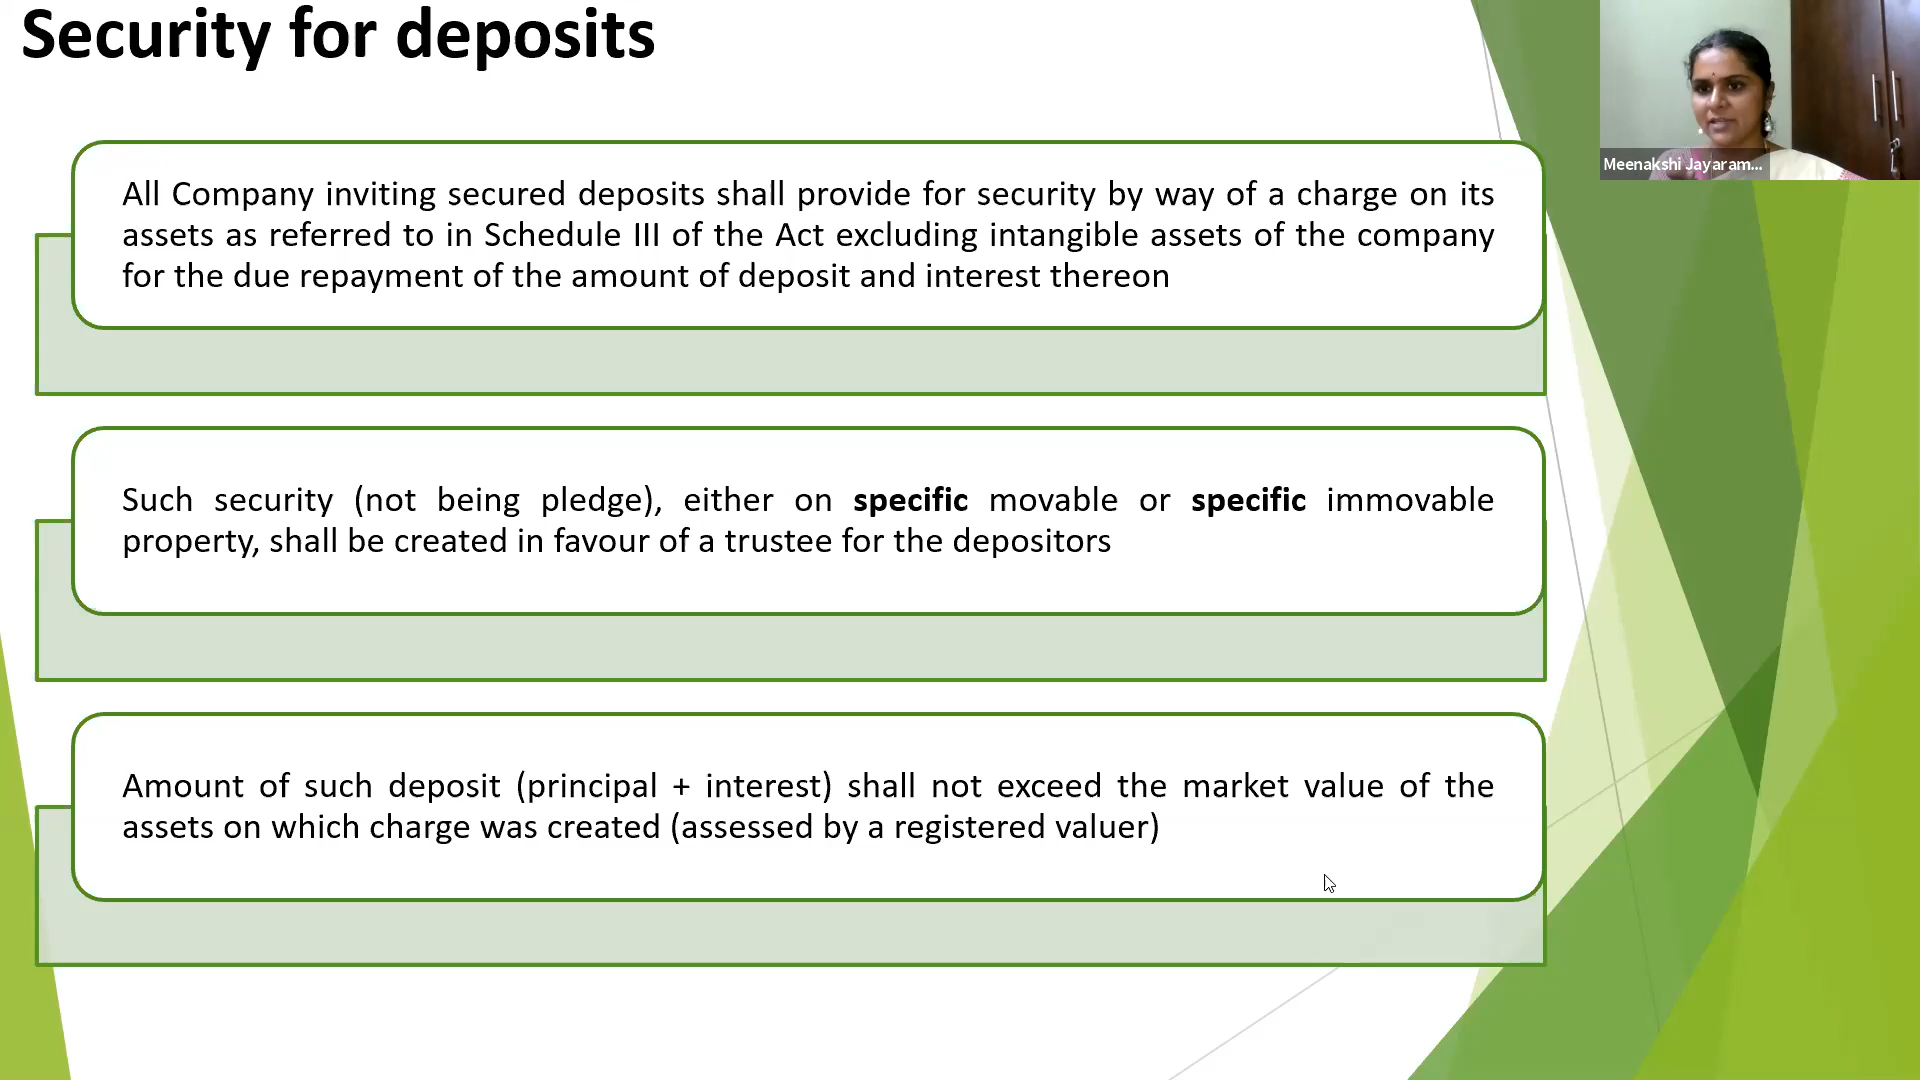 Security for deposits
Meenakshi Jayaram...
All Company inviting secured deposits shall provide for security by way of a charge on its
assets as referred to in Schedule III of the Act excluding intangible assets of the company
for the due repayment of the amount of deposit and interest thereon
Such security (not being pledge), either on specific movable or specific immovable
property, shall be created in favour of a trustee for the depositors
Amount of such deposit (principal + interest) shall not exceed the market value of the
assets on which charge was created (assessed by a registered valuer)